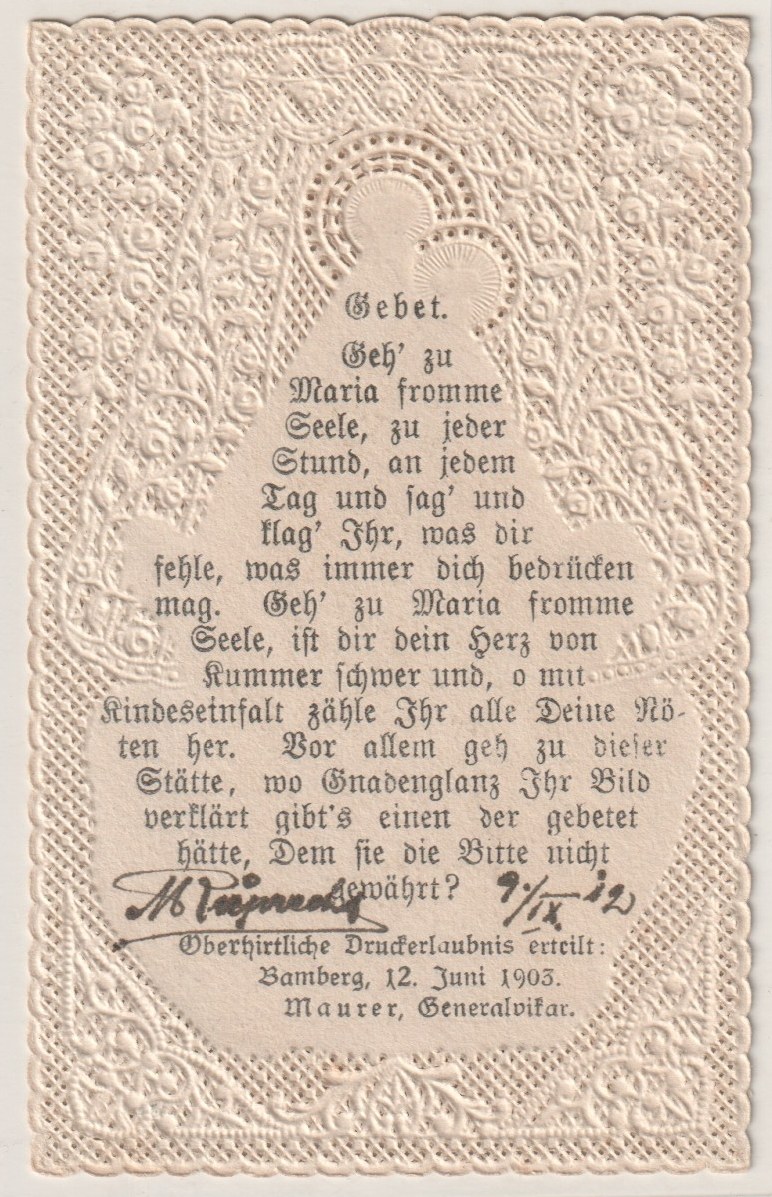 Gebet.
Geh' zu
Maria fromme
Seele, zu jeder
Stund, an jedem
Tag und sag' und
klag' Ihr, was dir
fehle, was immer dich bedrücken
mag. Geh' zu Maria fromme
Seele, ist dir dein Herz von
Kummer schwer und, o mit
Kindeseinfalt zähle Ihr alle Deine Nö-
ten her. Vor allem geh zu dieser
Stätte, wo Gnadenglanz Ihr Bild
verklärt gibt's einen der gebetet
hätte, Dem sie die Bitte nicht
gewährt?
9./IX. 12
Oberhirtliche Druckerlaubnis erteilt:
Bamberg, 12. Juni 1903.
Maurer, Generalvikar.